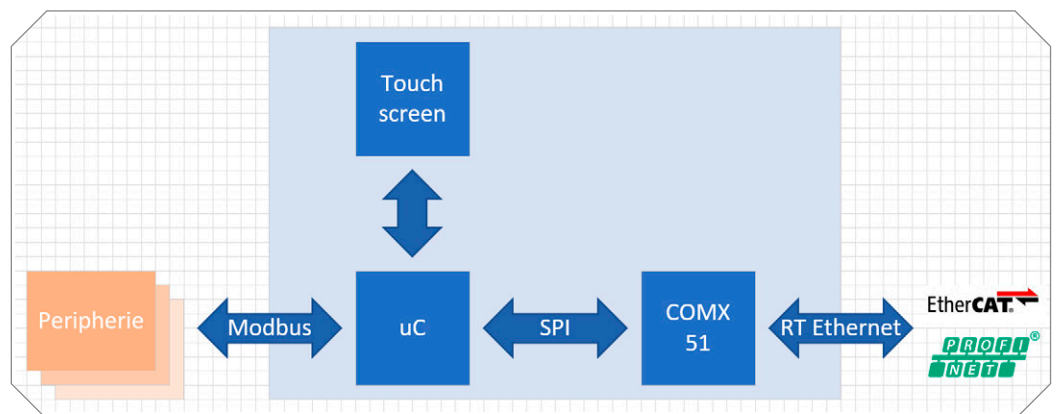 Touch
screen
Peripherie
Modbus
uC
SPI
COMX
51
RT Ethernet
EtherCAT®
PROFI®
NET